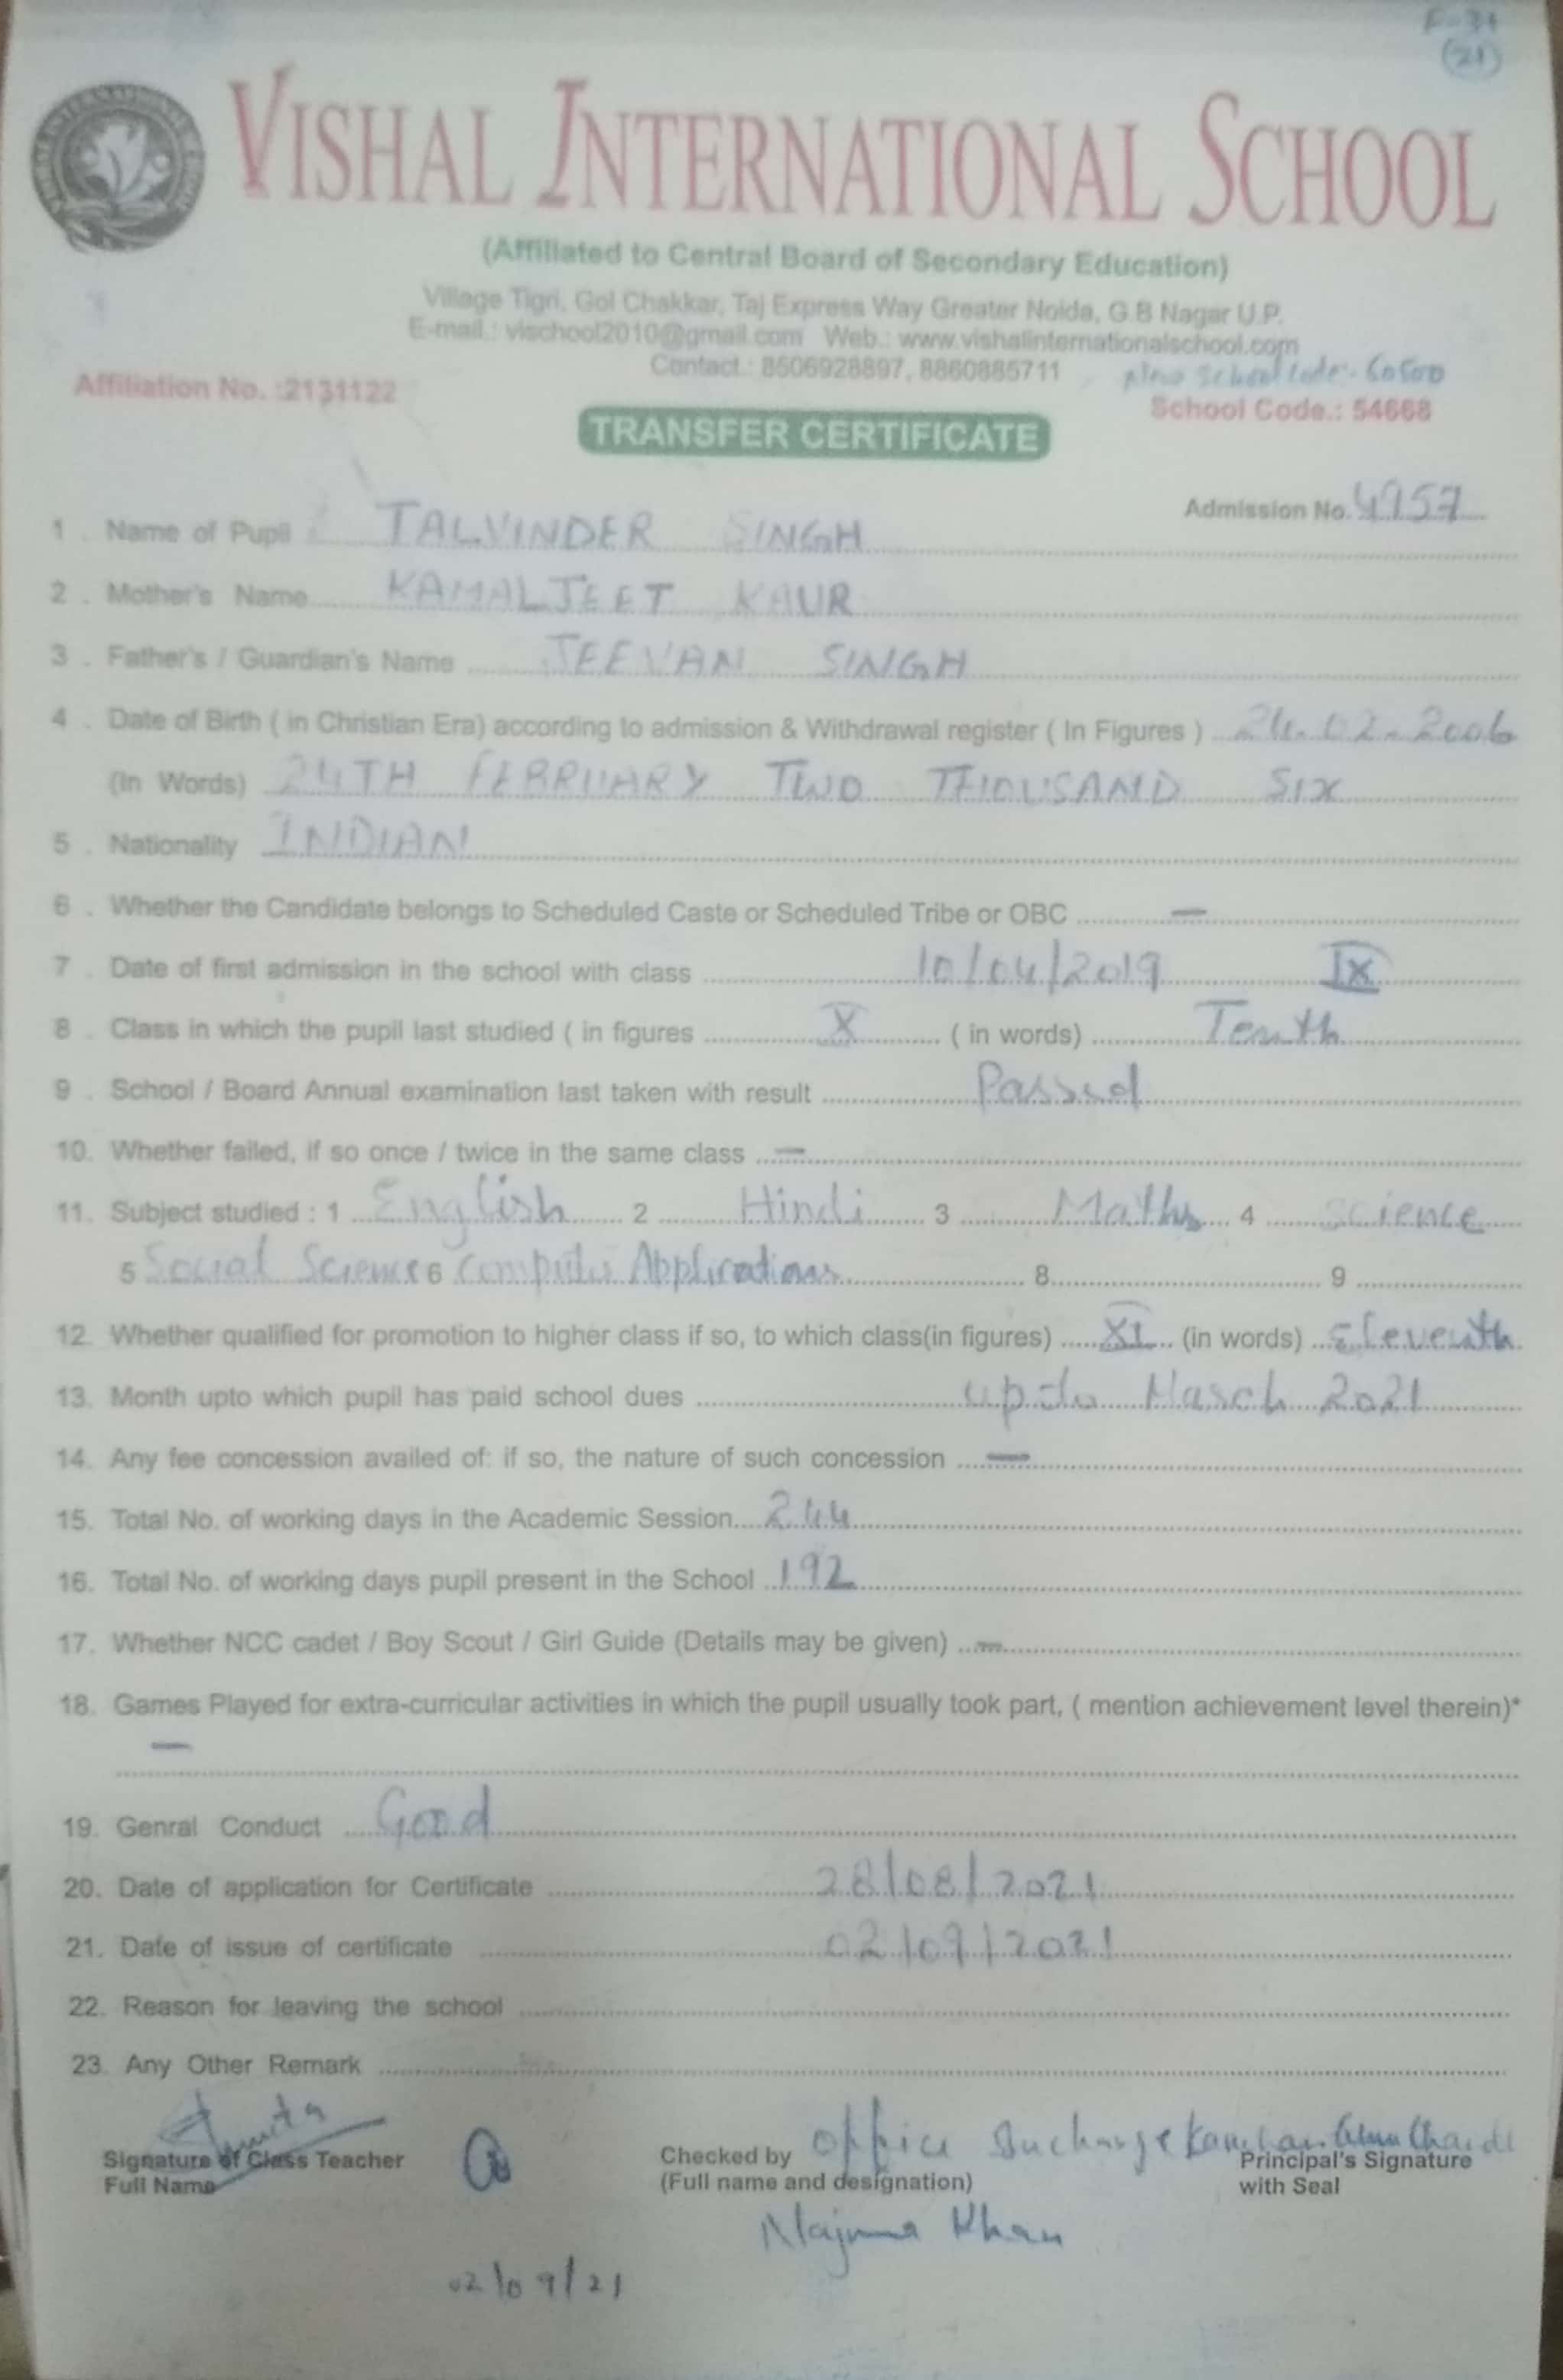 F-31
(21)
VISHAL INTERNATIONAL SCHOOL
(Affiliated to Central Board of Secondary Education)
Village Tigri, Gol Chakkar, Taj Express Way Greater Noida, G.B Nagar U.P.
E-mail.: vischool2010@gmail.com Web.: www.vishalinternationalschool.com
Contact.: 8506928897, 8860885711
New School Code:- 60500
Affiliation No. :2131122
School Code.: 54668
TRANSFER CERTIFICATE
Admission No. 4957
1 . Name of Pupil TALVINDER SINGH
2 . Mother's Name KAMALJEET KAUR
3 . Father's / Guardian's Name JEEVAN SINGH
4 . Date of Birth ( in Christian Era) according to admission & Withdrawal register ( In Figures ) 24.02.2006
(In Words) 24TH FEBRUARY TWO THOUSAND SIX
5 . Nationality INDIAN
6 . Whether the Candidate belongs to Scheduled Caste or Scheduled Tribe or OBC —
7 . Date of first admission in the school with class 10/04/2019 IX
8 . Class in which the pupil last studied ( in figures X ( in words) Tenth
9 . School / Board Annual examination last taken with result Passed
10. Whether failed, if so once / twice in the same class —
11. Subject studied : 1 English 2 Hindi 3 Maths 4 Science
5 Social Science 6 Computer Applications 8 9
12. Whether qualified for promotion to higher class if so, to which class(in figures) XI (in words) Eleventh
13. Month upto which pupil has paid school dues up to March 2021
14. Any fee concession availed of: if so, the nature of such concession —
15. Total No. of working days in the Academic Session 244
16. Total No. of working days pupil present in the School 192
17. Whether NCC cadet / Boy Scout / Girl Guide (Details may be given) —
18. Games Played for extra-curricular activities in which the pupil usually took part, ( mention achievement level therein)*
—
19. Genral Conduct Good
20. Date of application for Certificate 28/08/2021
21. Date of issue of certificate 02/09/2021
22. Reason for leaving the school
23. Any Other Remark
Signature of Class Teacher
Full Name
Checked by Office Incharge
(Full name and designation)
Najma Khan
Principal's Signature
with Seal
02/09/21